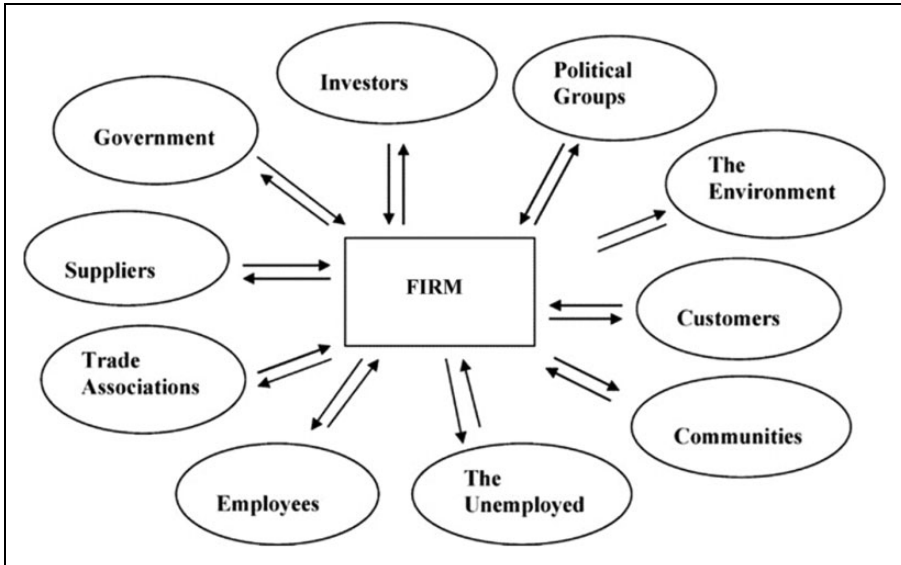 Investors
Political
Groups
Government
The
Environment
Suppliers
FIRM
Customers
Trade
Associations
Communities
Employees
The
Unemployed